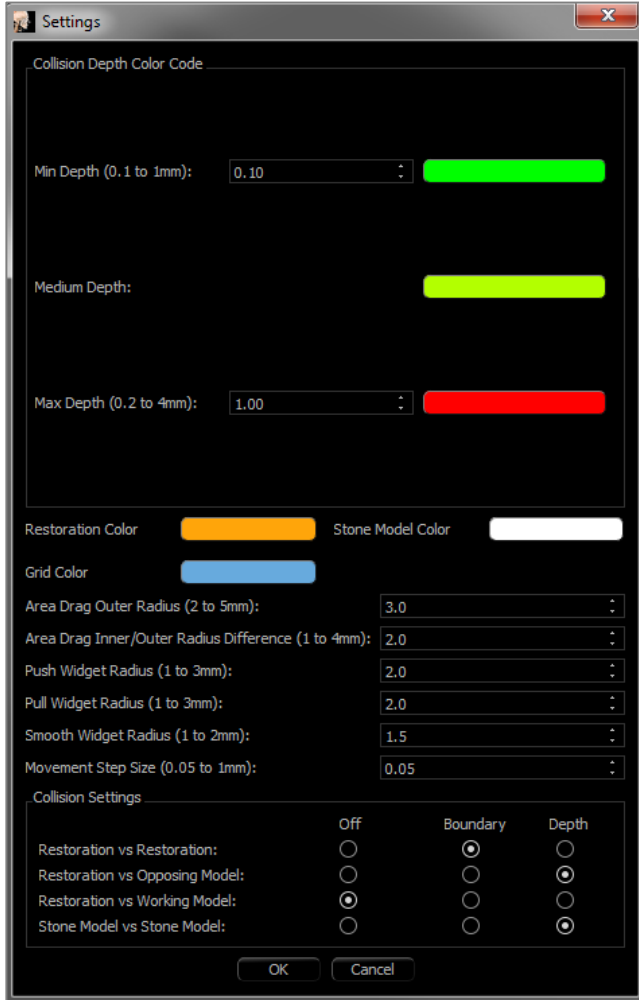 Settings
Collision Depth Color Code
Min Depth (0.1 to 1mm): 0.10
Medium Depth:
Max Depth (0.2 to 4mm): 1.00
Restoration Color Stone Model Color
Grid Color
Area Drag Outer Radius (2 to 5mm): 3.0
Area Drag Inner/Outer Radius Difference (1 to 4mm): 2.0
Push Widget Radius (1 to 3mm): 2.0
Pull Widget Radius (1 to 3mm): 2.0
Smooth Widget Radius (1 to 2mm): 1.5
Movement Step Size (0.05 to 1mm): 0.05
Collision Settings
Off Boundary Depth
Restoration vs Restoration:
Restoration vs Opposing Model:
Restoration vs Working Model:
Stone Model vs Stone Model:
OK Cancel